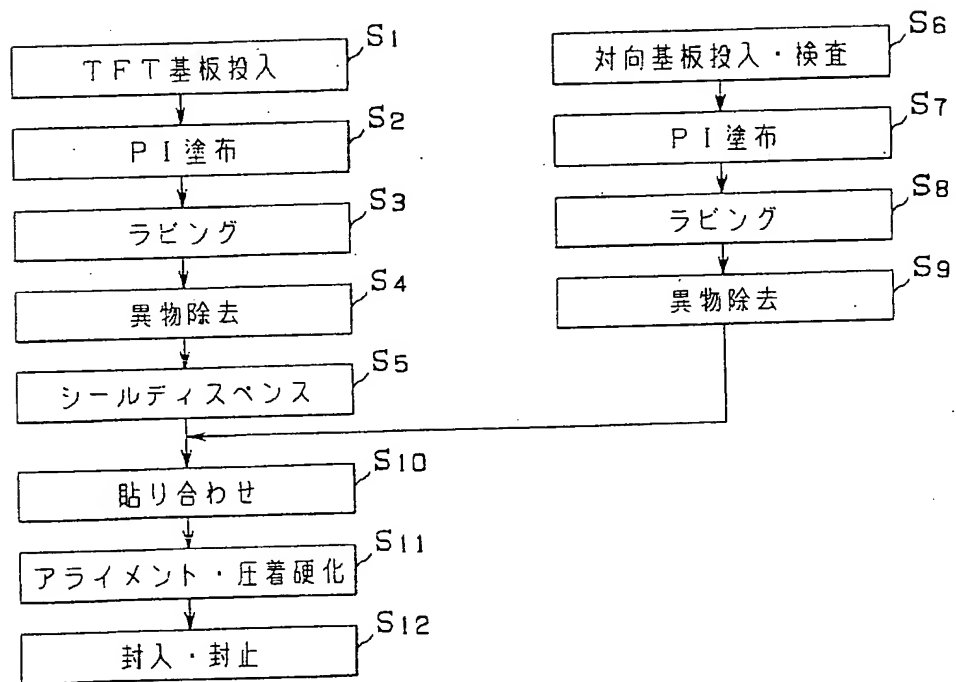 S1
TFT基板投入
S2
PI塗布
S3
ラビング
S4
異物除去
S5
シールディスペンス
S6
対向基板投入・検査
S7
PI塗布
S8
ラビング
S9
異物除去
S10
貼り合わせ
S11
アライメント・圧着硬化
S12
封入・封止